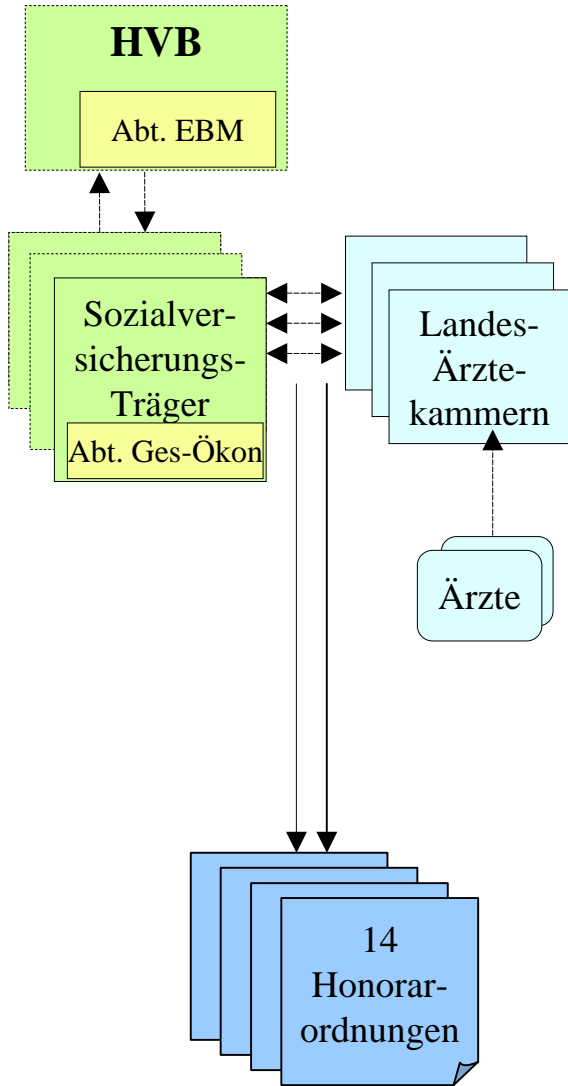 HVB
Abt. EBM
Sozialver-
sicherungs-
Träger
Abt. Ges-Ökon
Landes-
Ärzte-
kammern
Ärzte
14
Honorar-
ordnungen